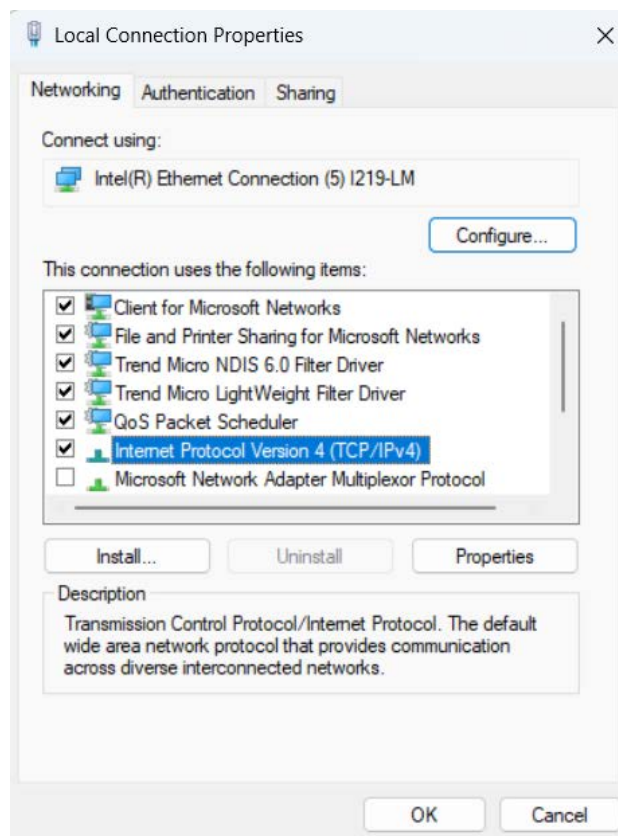 Local Connection Properties
Networking Authentication Sharing
Connect using:
Intel(R) Ethernet Connection (5) I219-LM
Configure...
This connection uses the following items:
Client for Microsoft Networks
File and Printer Sharing for Microsoft Networks
Trend Micro NDIS 6.0 Filter Driver
Trend Micro LightWeight Filter Driver
QoS Packet Scheduler
Internet Protocol Version 4 (TCP/IPv4)
Microsoft Network Adapter Multiplexor Protocol
Install... Uninstall Properties
Description
Transmission Control Protocol/Internet Protocol. The default
wide area network protocol that provides communication
across diverse interconnected networks.
OK Cancel